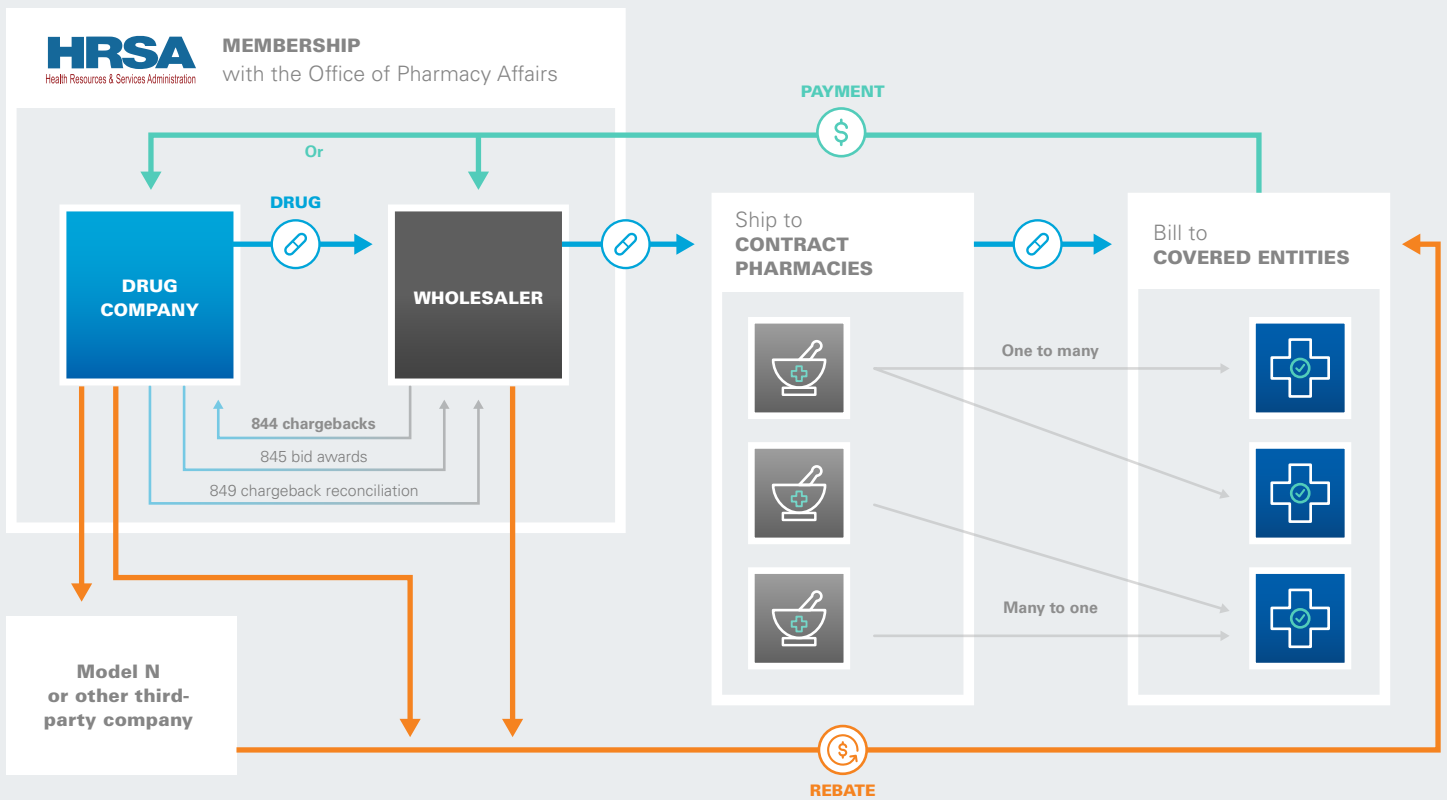 HRSA
Health Resources & Services Administration
MEMBERSHIP
with the Office of Pharmacy Affairs
PAYMENT
$
Or
DRUG
DRUG
COMPANY
WHOLESALER
Ship to
CONTRACT
PHARMACIES
Bill to
COVERED ENTITIES
844 chargebacks
845 bid awards
849 chargeback reconciliation
One to many
Many to one
Model N
or other third-
party company
$
REBATE